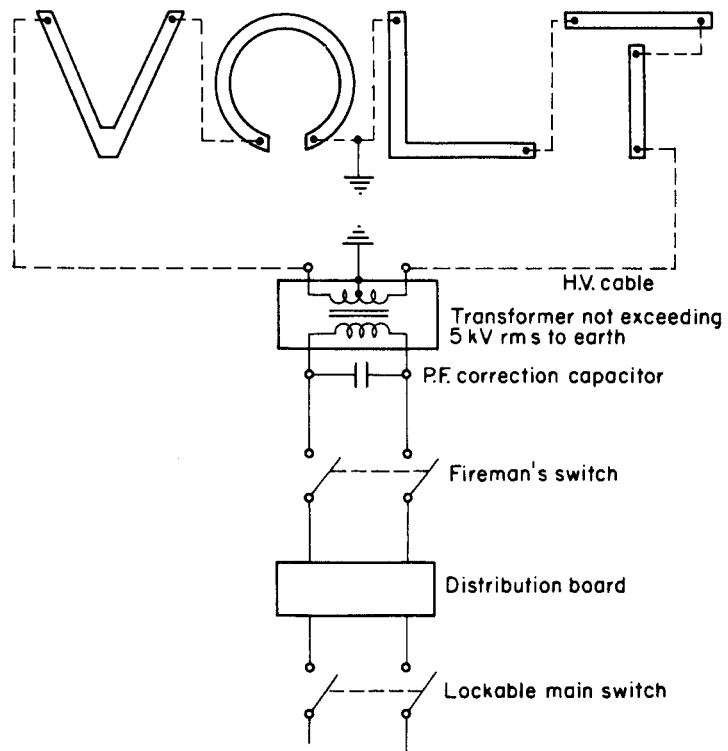 VOLT
H.V. cable
Transformer not exceeding
5 kV rms to earth
P.F. correction capacitor
Fireman's switch
Distribution board
Lockable main switch